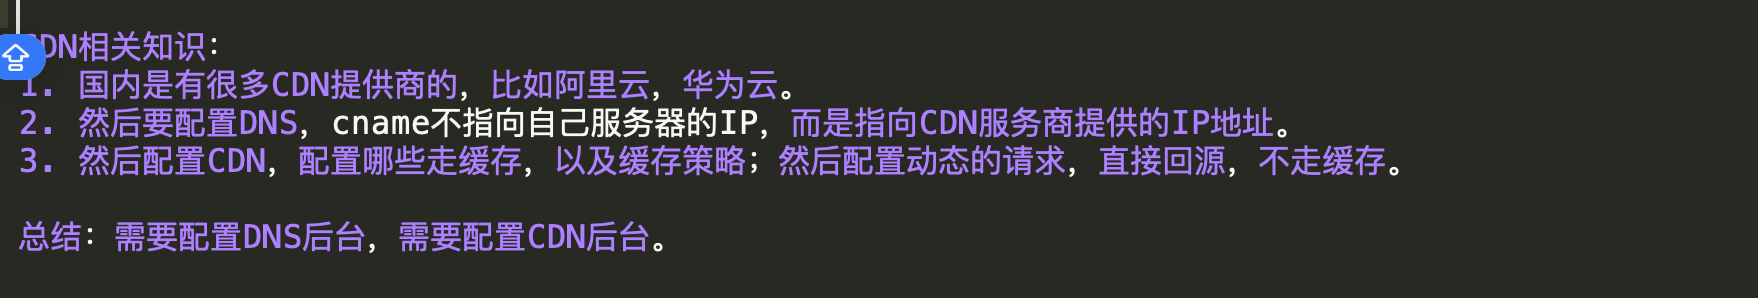 CDN相关知识：
1. 国内是有很多CDN提供商的，比如阿里云，华为云。
2. 然后要配置DNS，cname不指向自己服务器的IP，而是指向CDN服务商提供的IP地址。
3. 然后配置CDN，配置哪些走缓存，以及缓存策略；然后配置动态的请求，直接回源，不走缓存。
总结：需要配置DNS后台，需要配置CDN后台。